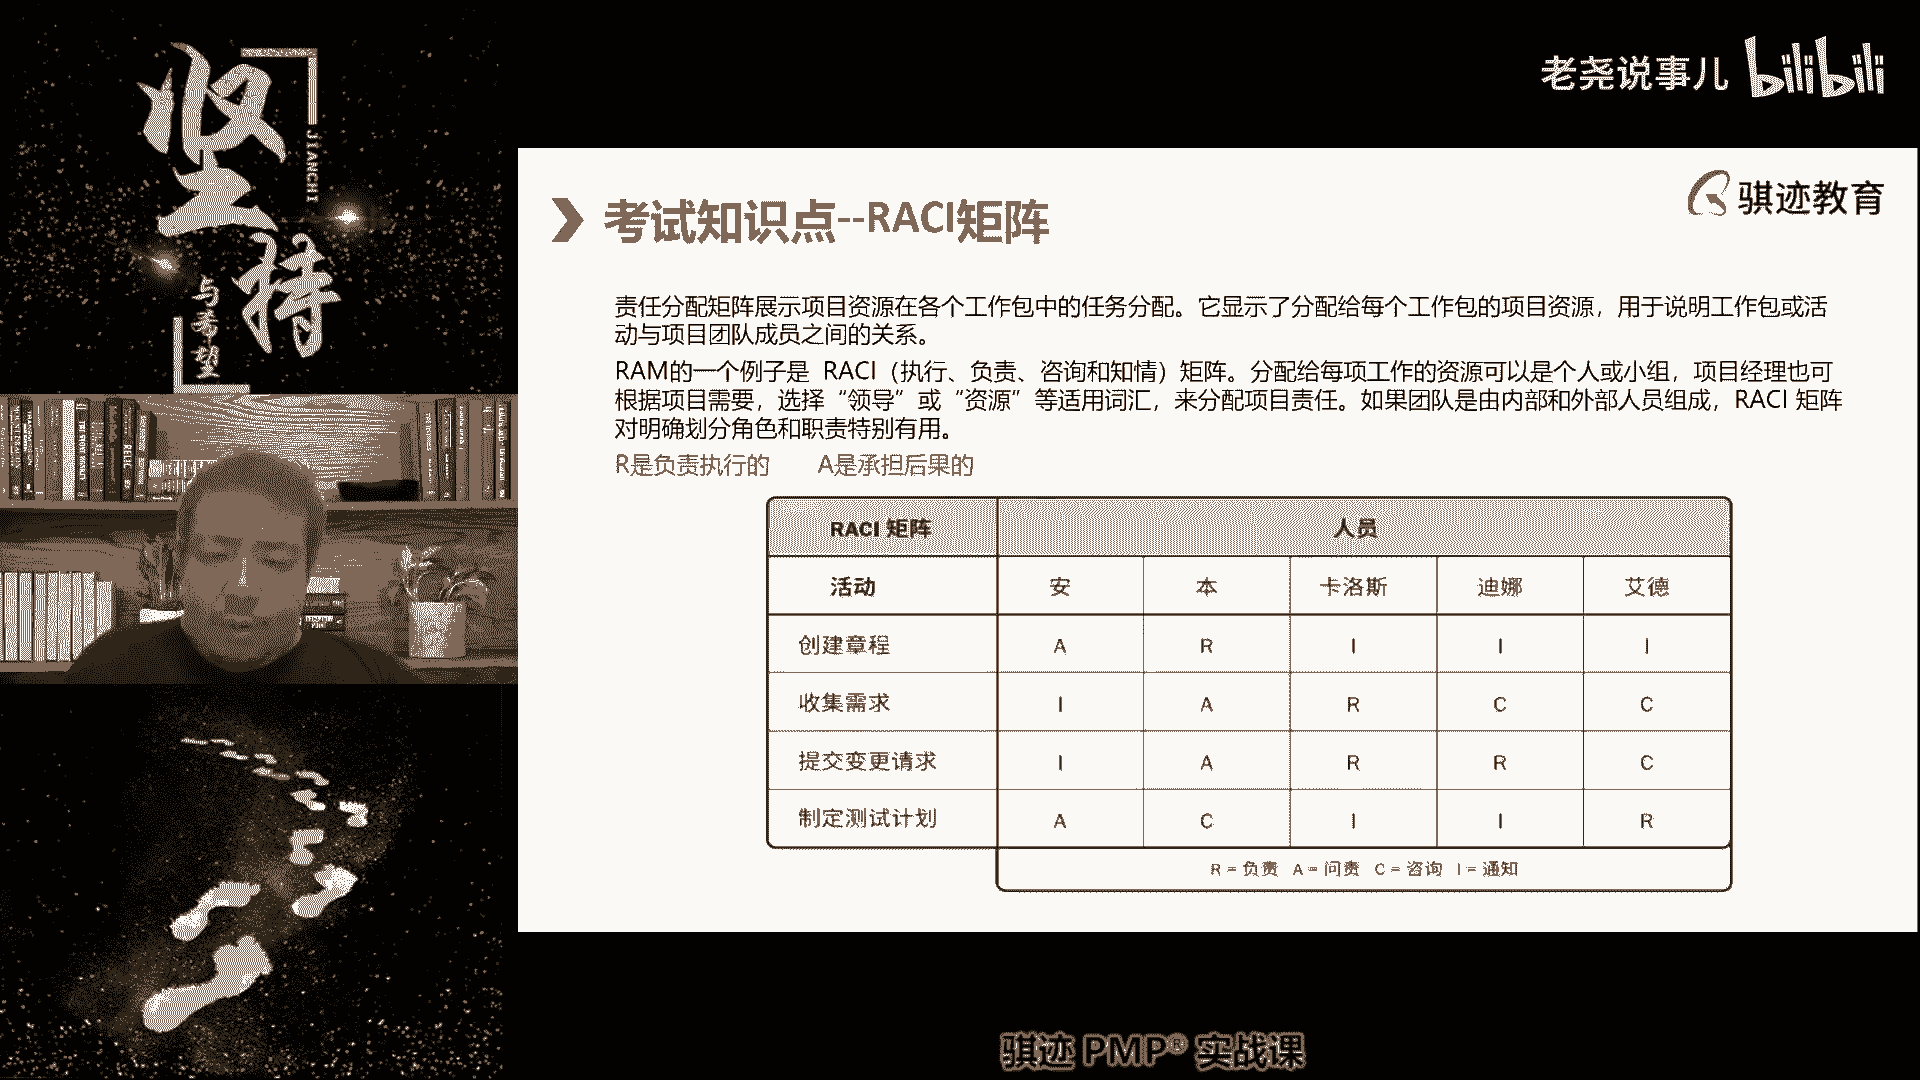 坚持
JIANCHI
与希望
老尧说事儿 bilibili
骐迹教育
考试知识点--RACI矩阵
责任分配矩阵展示项目资源在各个工作包中的任务分配。它显示了分配给每个工作包的项目资源，用于说明工作包或活
动与项目团队成员之间的关系。
RAM的一个例子是 RACI（执行、负责、咨询和知情）矩阵。分配给每项工作的资源可以是个人或小组，项目经理也可
根据项目需要，选择“领导”或“资源”等适用词汇，来分配项目责任。如果团队是由内部和外部人员组成，RACI 矩阵
对明确划分角色和职责特别有用。
R是负责执行的 A是承担后果的
RACI 矩阵 人员
活动 安 本 卡洛斯 迪娜 艾德
创建章程 A R I I I
收集需求 I A R C C
提交变更请求 I A R R C
制定测试计划 A C I I R
R = 负责 A = 问责 C = 咨询 I = 通知
骐迹 PMP® 实战课